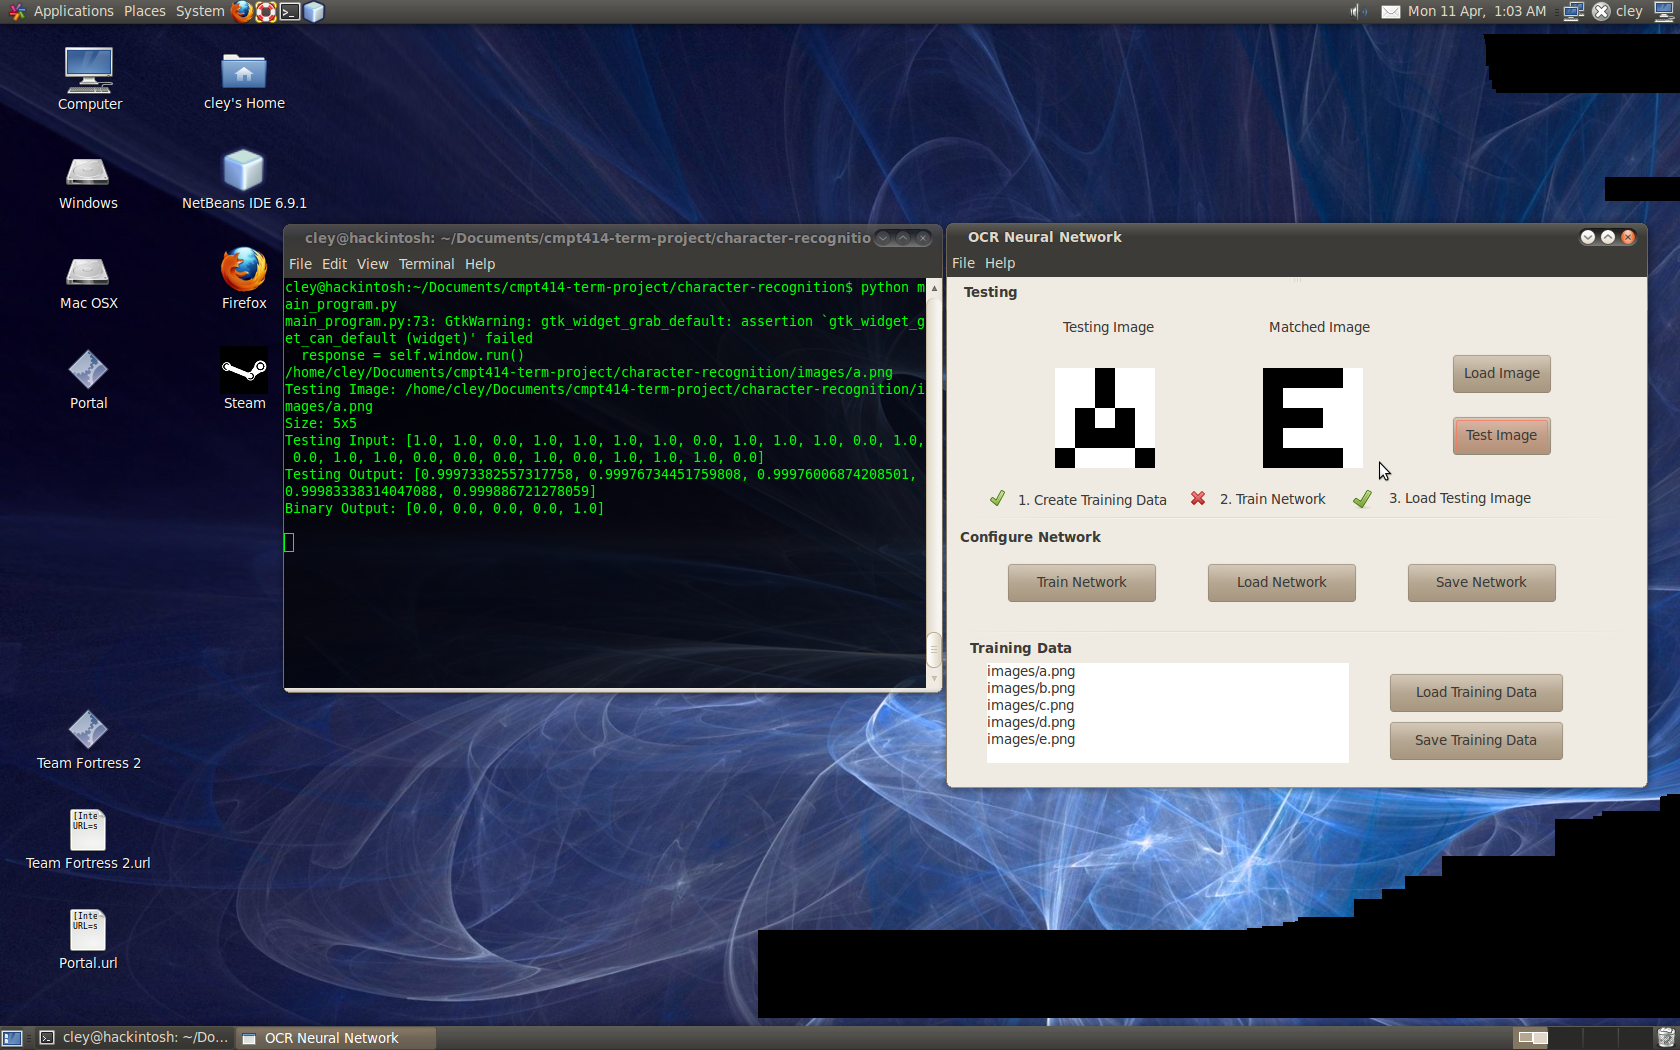 Applications Places System
Mon 11 Apr, 1:03 AM
cley
Computer
cley's Home
Windows
NetBeans IDE 6.9.1
Mac OSX
Firefox
Portal
Steam
Team Fortress 2
[Inte
URL=s
Team Fortress 2.url
[Inte
URL=s
Portal.url
cley@hackintosh: ~/Documents/cmpt414-term-project/character-recognitio
File Edit View Terminal Help
cley@hackintosh:~/Documents/cmpt414-term-project/character-recognition$ python m
ain_program.py
main_program.py:73: GtkWarning: gtk_widget_grab_default: assertion `gtk_widget_g
et_can_default (widget)' failed
response = self.window.run()
/home/cley/Documents/cmpt414-term-project/character-recognition/images/a.png
Testing Image: /home/cley/Documents/cmpt414-term-project/character-recognition/i
mages/a.png
Size: 5x5
Testing Input: [1.0, 1.0, 0.0, 1.0, 1.0, 1.0, 1.0, 0.0, 1.0, 1.0, 1.0, 0.0, 1.0,
0.0, 1.0, 1.0, 0.0, 0.0, 0.0, 1.0, 0.0, 1.0, 1.0, 1.0, 0.0]
Testing Output: [0.99973382557317758, 0.99976734451759808, 0.99976006874208501,
0.99983338314047088, 0.999886721278059]
Binary Output: [0.0, 0.0, 0.0, 0.0, 1.0]
OCR Neural Network
File Help
Testing
Testing Image
Matched Image
Load Image
Test Image
1. Create Training Data
2. Train Network
3. Load Testing Image
Configure Network
Train Network
Load Network
Save Network
Training Data
images/a.png
images/b.png
images/c.png
images/d.png
images/e.png
Load Training Data
Save Training Data
cley@hackintosh: ~/Do...
OCR Neural Network